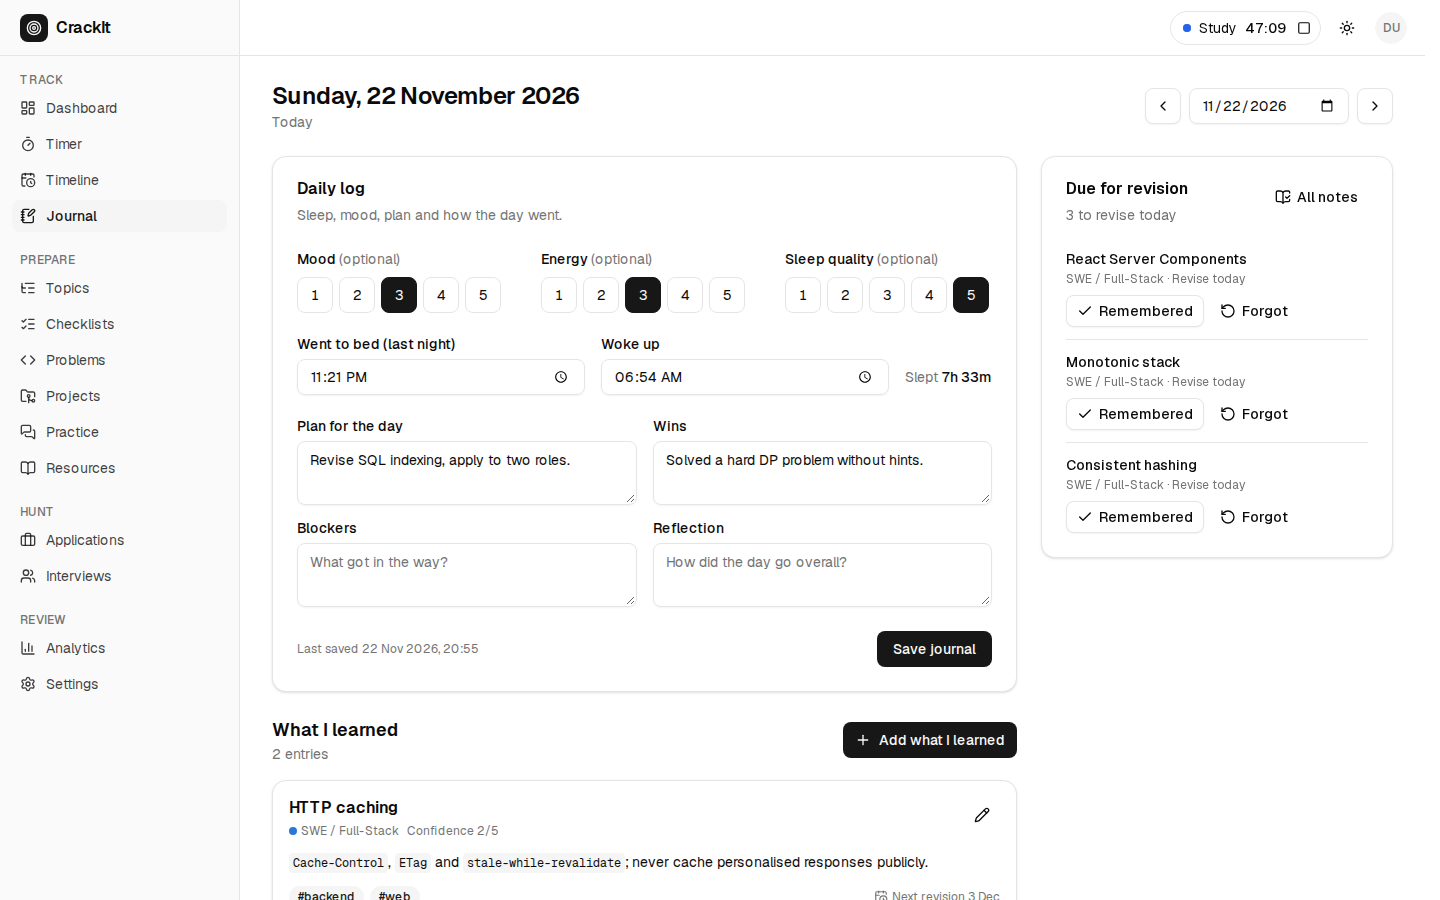 CrackIt
Study 47:09
DU
TRACK
Dashboard
Timer
Timeline
Journal
PREPARE
Topics
Checklists
Problems
Projects
Practice
Resources
HUNT
Applications
Interviews
REVIEW
Analytics
Settings
Sunday, 22 November 2026
Today
11/22/2026
Daily log
Sleep, mood, plan and how the day went.
Mood (optional)
1 2 3 4 5
Energy (optional)
1 2 3 4 5
Sleep quality (optional)
1 2 3 4 5
Went to bed (last night)
11:21 PM
Woke up
06:54 AM
Slept 7h 33m
Plan for the day
Revise SQL indexing, apply to two roles.
Wins
Solved a hard DP problem without hints.
Blockers
What got in the way?
Reflection
How did the day go overall?
Last saved 22 Nov 2026, 20:55
Save journal
Due for revision
3 to revise today
All notes
React Server Components
SWE / Full-Stack · Revise today
Remembered Forgot
Monotonic stack
SWE / Full-Stack · Revise today
Remembered Forgot
Consistent hashing
SWE / Full-Stack · Revise today
Remembered Forgot
What I learned
2 entries
Add what I learned
HTTP caching
SWE / Full-Stack Confidence 2/5
Cache-Control, ETag and stale-while-revalidate; never cache personalised responses publicly.
#backend #web
Next revision 3 Dec